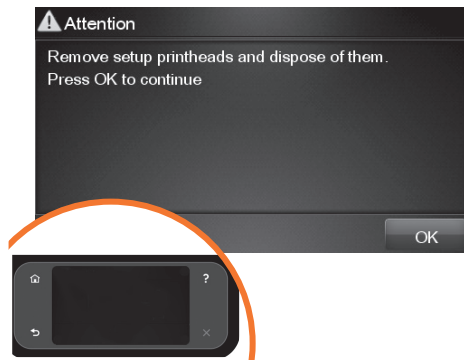 Attention
Remove setup printheads and dispose of them.
Press OK to continue
OK
?